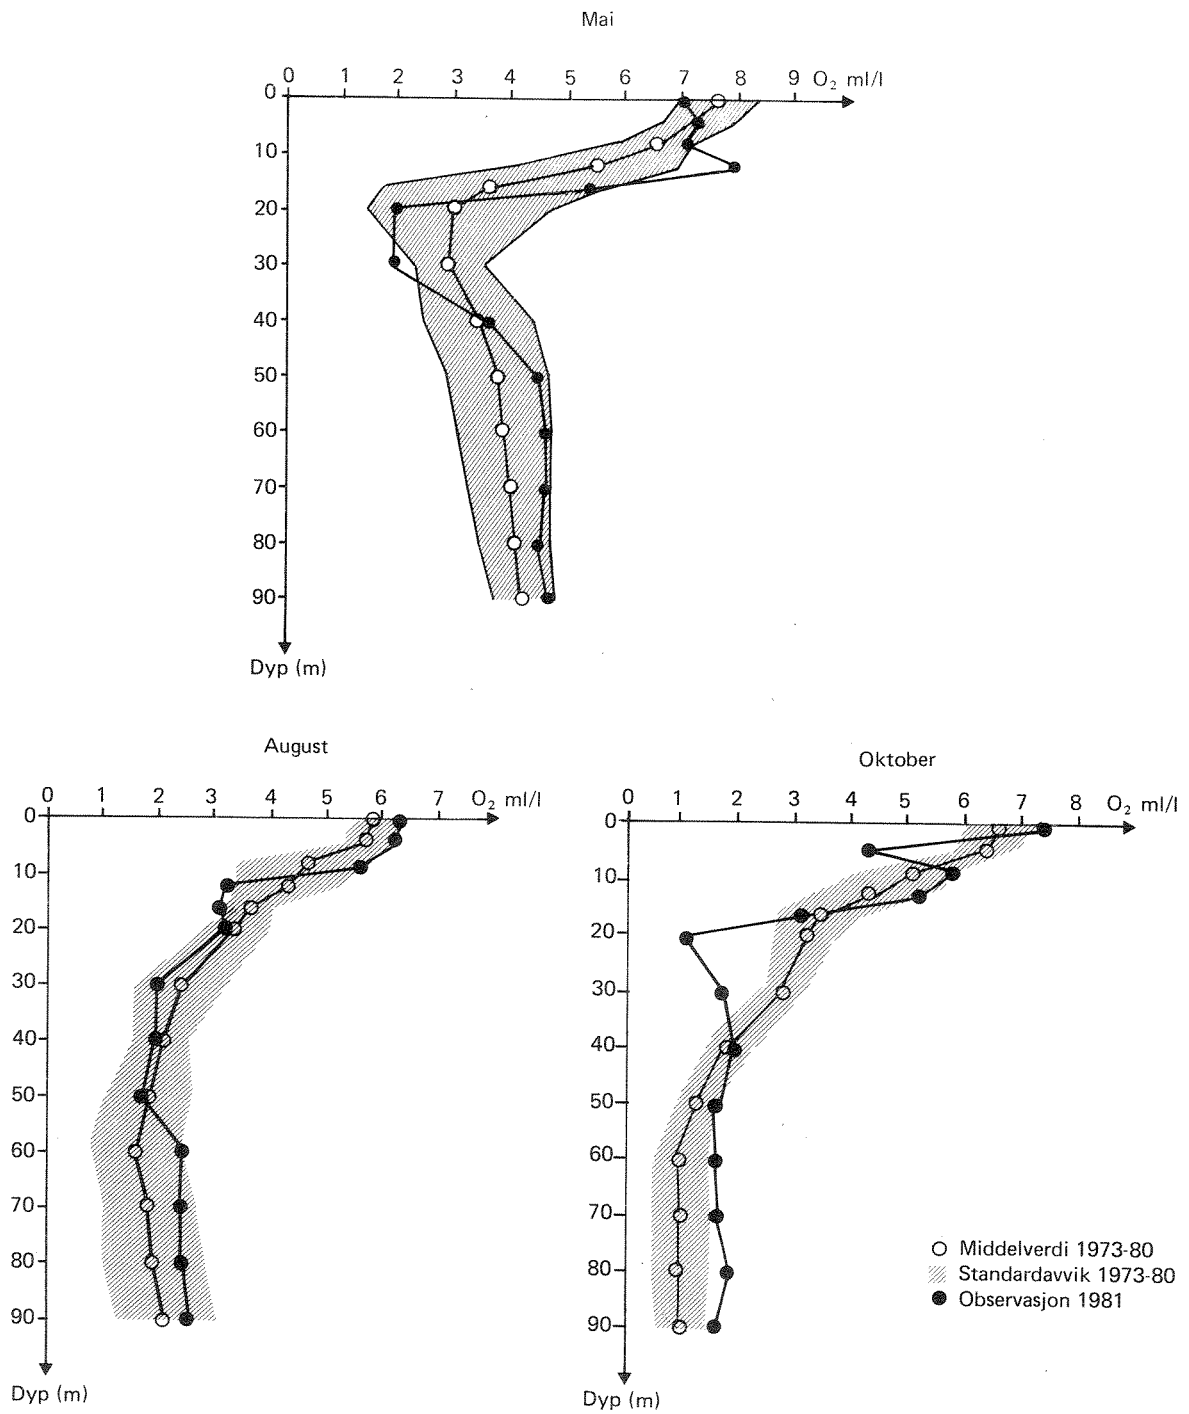 Mai
0 1 2 3 4 5 6 7 8 9 O₂ ml/l
0
10
20
30
40
50
60
70
80
90
Dyp (m)
August
0 1 2 3 4 5 6 7 O₂ ml/l
0
10
20
30
40
50
60
70
80
90
Dyp (m)
Oktober
0 1 2 3 4 5 6 7 8 O₂ ml/l
0
10
20
30
40
50
60
70
80
90
Dyp (m)
Middelverdi 1973-80
Standardavvik 1973-80
Observasjon 1981